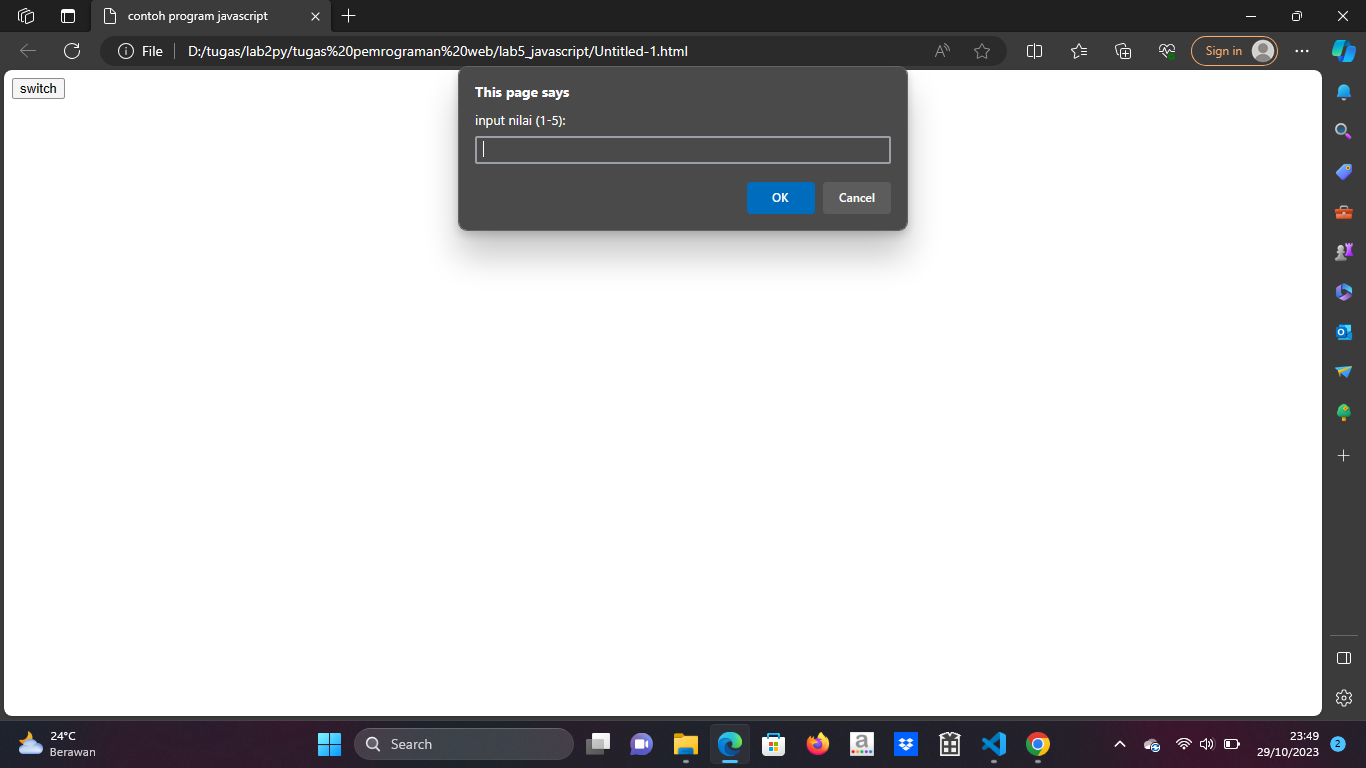 contoh program javascript
File
D:/tugas/lab2py/tugas%20pemrograman%20web/lab5_javascript/Untitled-1.html
Sign in
switch
This page says
input nilai (1-5):
OK
Cancel
24°C
Berawan
Search
23:49
29/10/2023
2